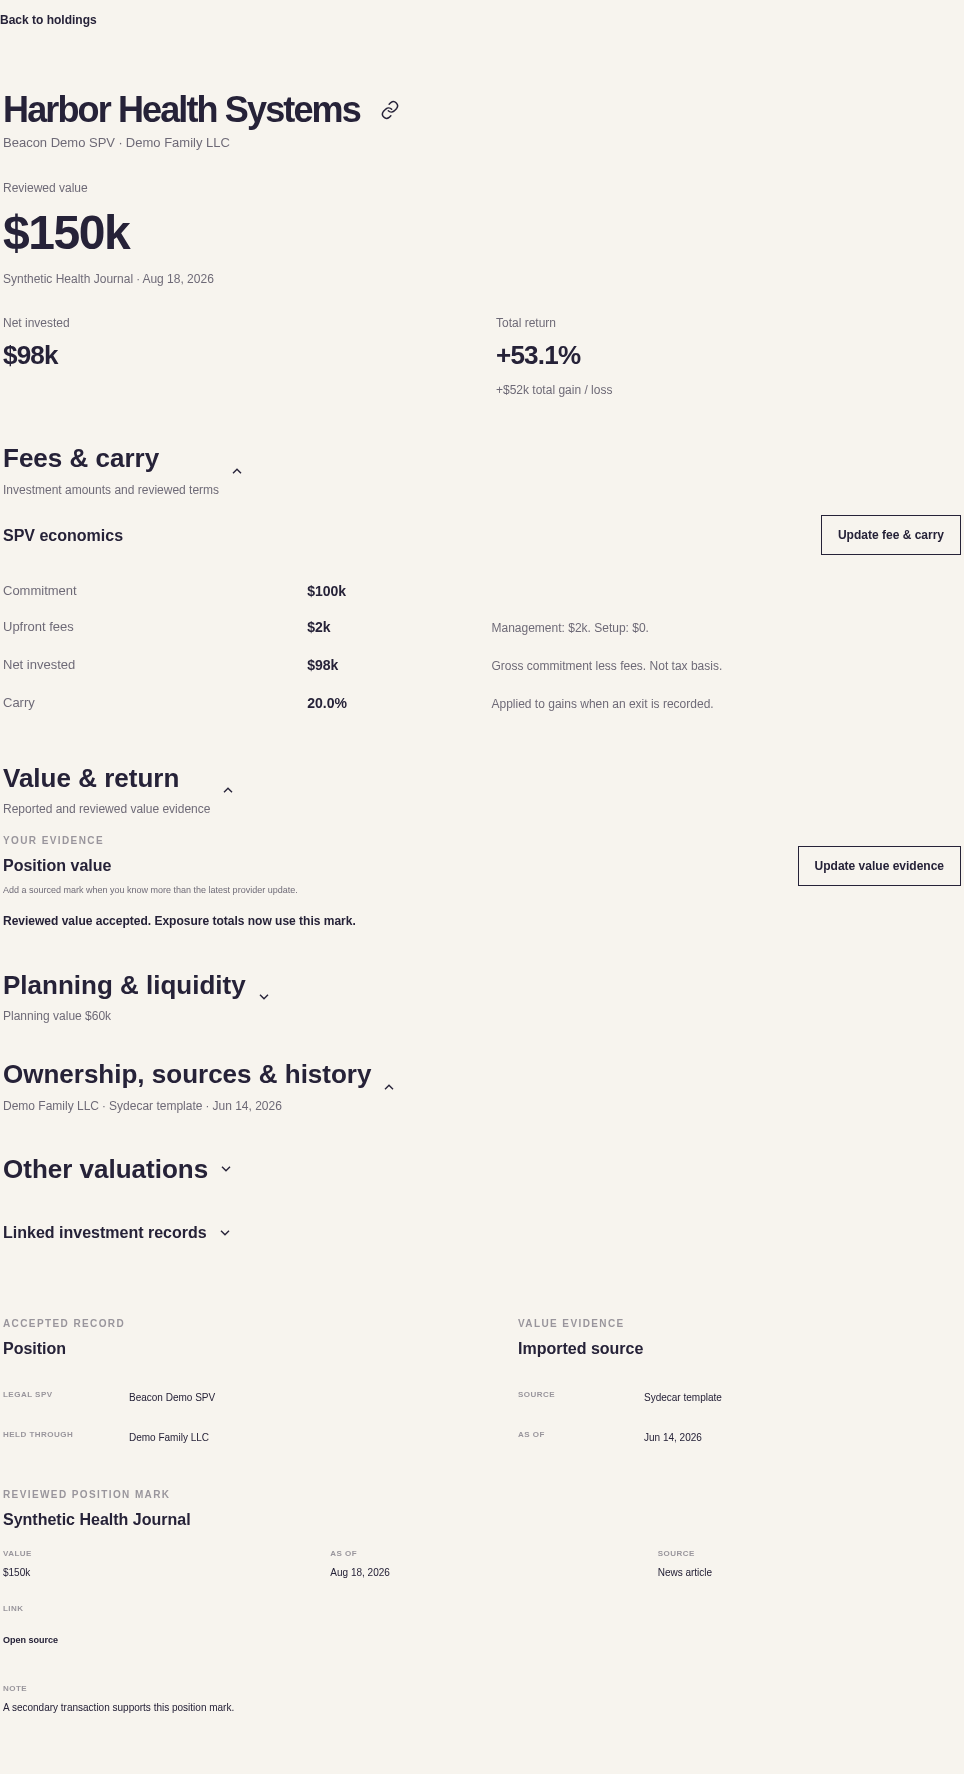 Back to holdings
Harbor Health Systems
Beacon Demo SPV · Demo Family LLC
Reviewed value
$150k
Synthetic Health Journal · Aug 18, 2026
Net invested
$98k
Total return
+53.1%
+$52k total gain / loss
Fees & carry
Investment amounts and reviewed terms
SPV economics
Update fee & carry
Commitment $100k
Upfront fees $2k Management: $2k. Setup: $0.
Net invested $98k Gross commitment less fees. Not tax basis.
Carry 20.0% Applied to gains when an exit is recorded.
Value & return
Reported and reviewed value evidence
YOUR EVIDENCE
Position value
Add a sourced mark when you know more than the latest provider update.
Update value evidence
Reviewed value accepted. Exposure totals now use this mark.
Planning & liquidity
Planning value $60k
Ownership, sources & history
Demo Family LLC · Sydecar template · Jun 14, 2026
Other valuations
Linked investment records
ACCEPTED RECORD
Position
LEGAL SPV Beacon Demo SPV
HELD THROUGH Demo Family LLC
VALUE EVIDENCE
Imported source
SOURCE Sydecar template
AS OF Jun 14, 2026
REVIEWED POSITION MARK
Synthetic Health Journal
VALUE
$150k
AS OF
Aug 18, 2026
SOURCE
News article
LINK
Open source
NOTE
A secondary transaction supports this position mark.